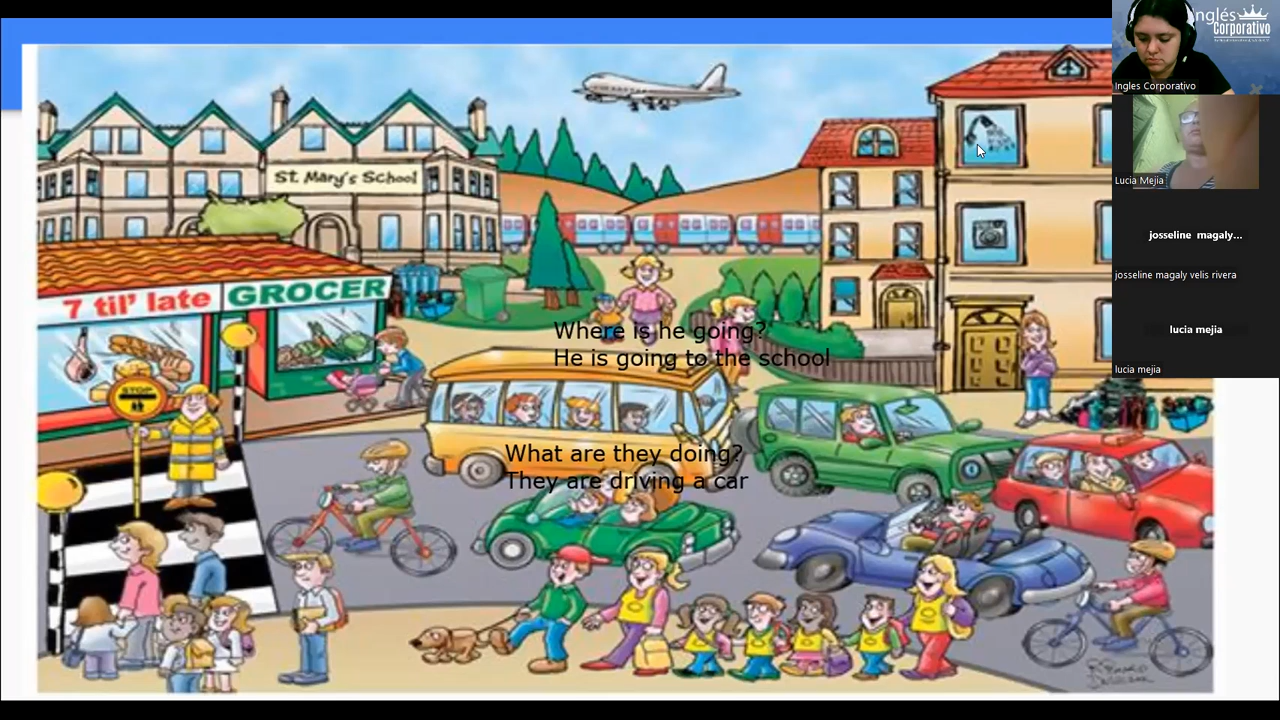 Inglés
Corporativo
Ingles Corporativo
Lucia Mejia
josseline magaly...
josseline magaly velis rivera
lucia mejia
lucia mejia
St. Mary's School
7 til' late GROCER
Where is he going?
He is going to the school
STOP
What are they doing?
They are driving a car